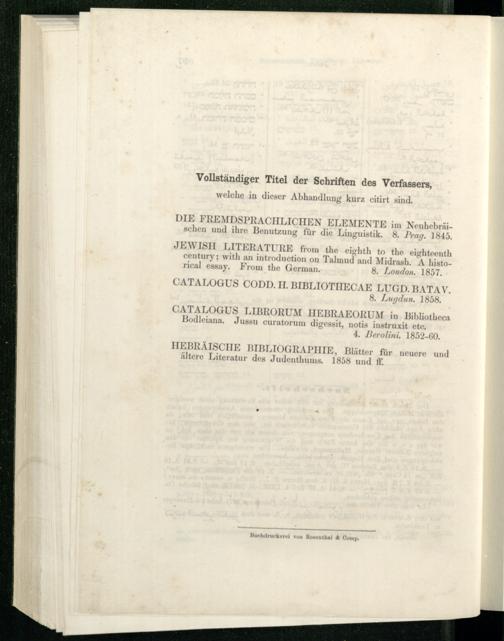 Vollständiger Titel der Schriften des Verfassers,
welche in dieser Abhandlung kurz citirt sind.
DIE FREMDSPRACHLICHEN ELEMENTE im Neuhebräi-
schen und ihre Benutzung für die Linguistik. 8. Prag. 1845.
JEWISH LITERATURE from the eighth to the eighteenth
century; with an introduction on Talmud and Midrash. A histo-
rical essay. From the German. 8. London. 1857.
CATALOGUS CODD. H. BIBLIOTHECAE LUGD. BATAV.
8. Lugdun. 1858.
CATALOGUS LIBRORUM HEBRAEORUM in Bibliotheca
Bodleiana. Jussu curatorum digessit, notis instruxit etc.
4. Berolini. 1852-60.
HEBRÄISCHE BIBLIOGRAPHIE, Blätter für neuere und
ältere Literatur des Judenthums. 1858 und ff.
Buchdruckerei von Rosenthal & Comp.